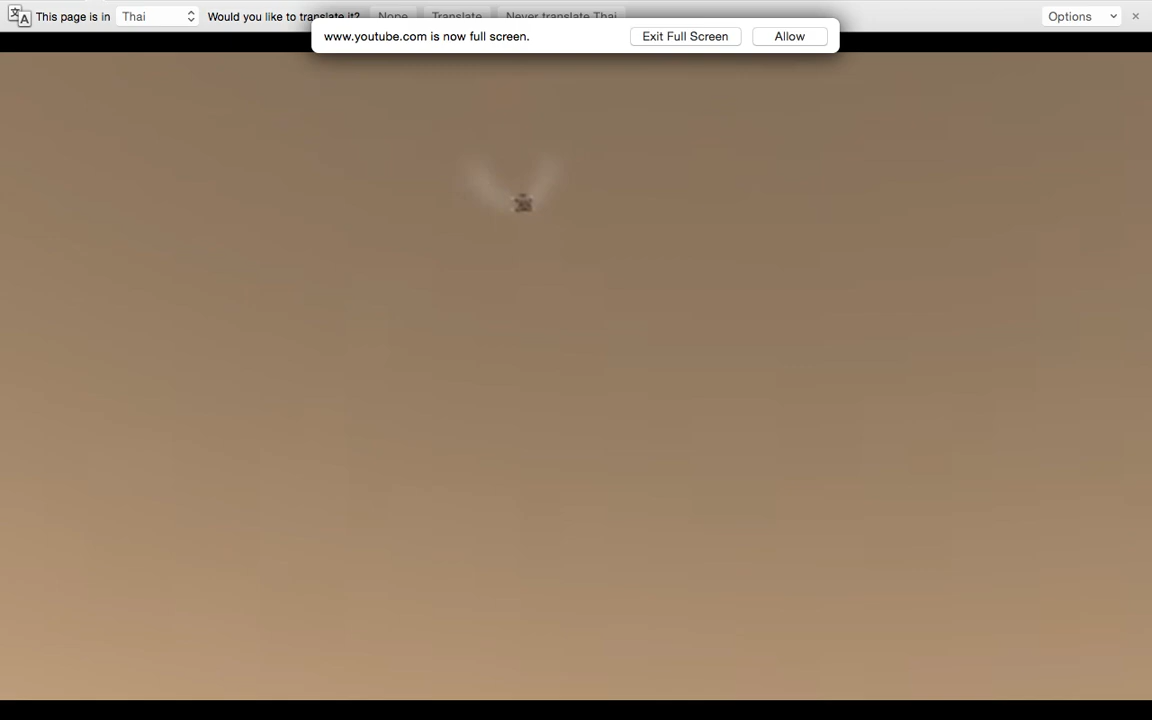 This page is in Thai Would you like to translate it? Nope Translate Never translate Thai Options
www.youtube.com is now full screen. Exit Full Screen Allow